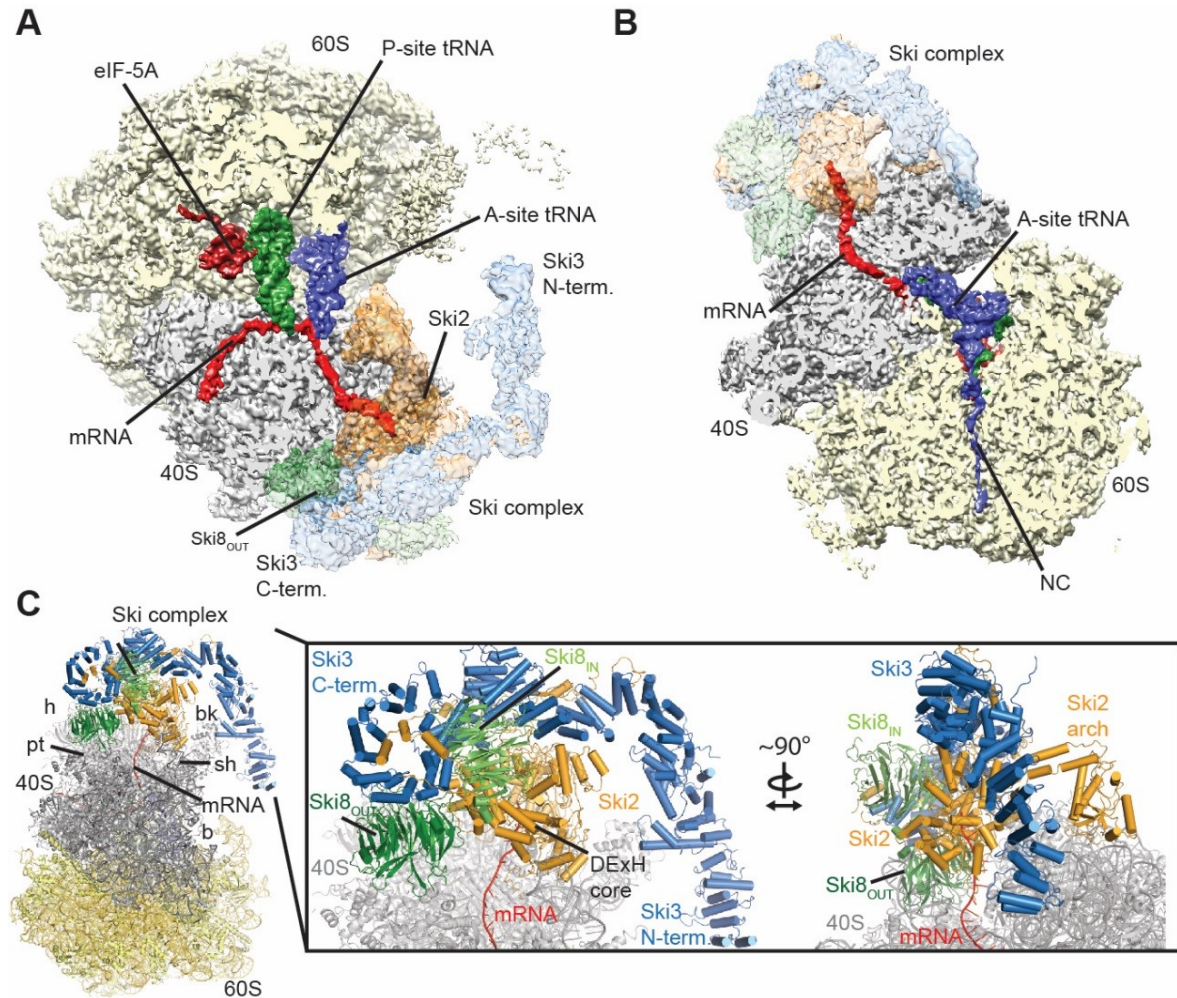 A
60S
P-site tRNA
eIF-5A
A-site tRNA
Ski3
N-term.
Ski2
mRNA
40S
Ski8OUT
Ski complex
Ski3
C-term.
B
Ski complex
A-site tRNA
mRNA
40S
60S
NC
C
Ski complex
h
bk
pt
sh
40S
mRNA
b
60S
Ski3
C-term.
Ski8IN
Ski8OUT
Ski2
40S
DExH
core
mRNA
Ski3
N-term.
~90°
Ski3
Ski2
arch
Ski8IN
Ski2
Ski8OUT
40S
mRNA